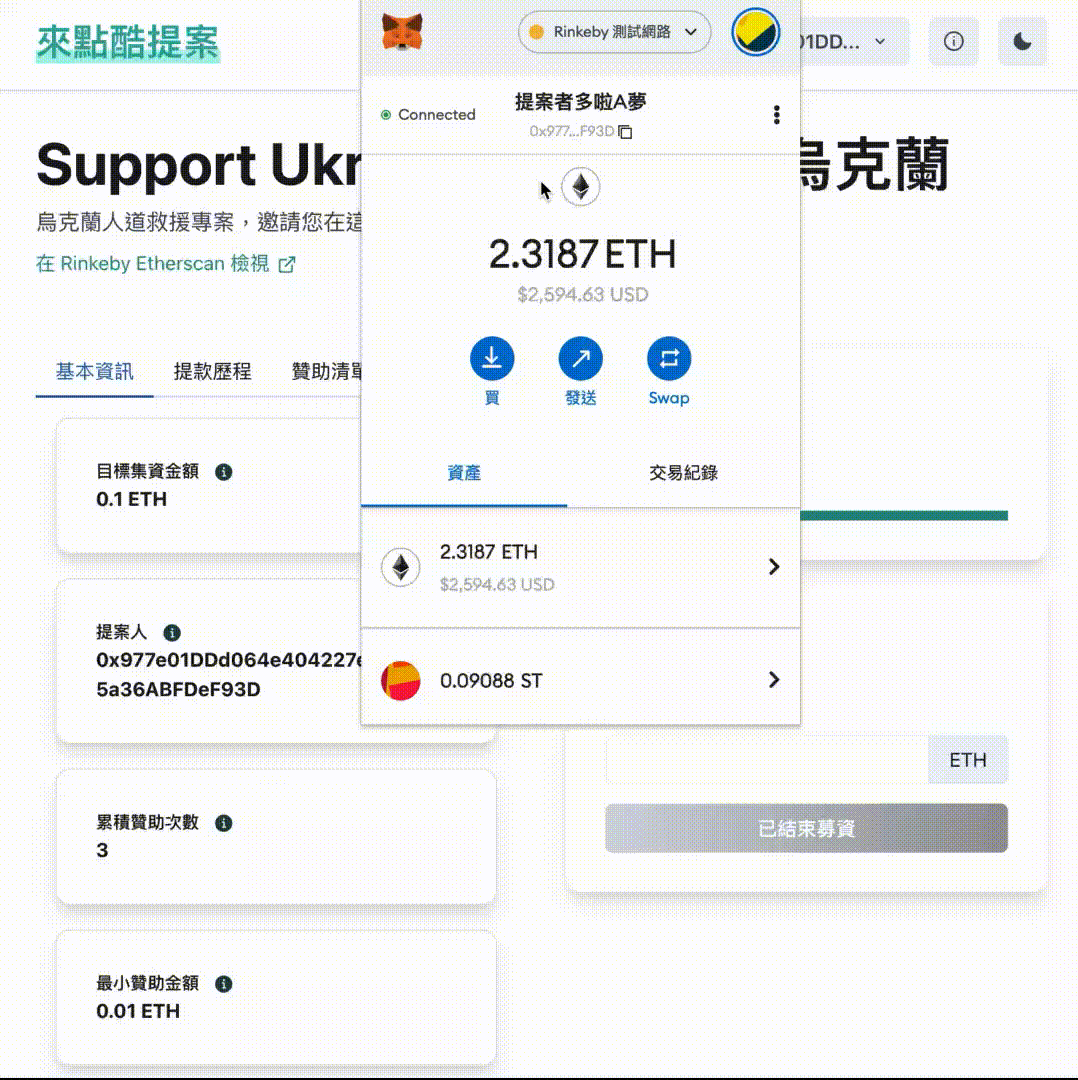 來點酷提案
Rinkeby 測試網路
01DD...
Connected
提案者多啦A夢
0x977...F93D
Support Ukr
烏克蘭
烏克蘭人道救援專案，邀請您在這
在 Rinkeby Etherscan 檢視
2.3187 ETH
$2,594.63 USD
買
發送
Swap
基本資訊
提款歷程
贊助清單
資產
交易紀錄
目標集資金額
0.1 ETH
2.3187 ETH
$2,594.63 USD
提案人
0x977e01DDd064e404227e
5a36ABFDeF93D
0.09088 ST
ETH
已結束募資
累積贊助次數
3
最小贊助金額
0.01 ETH